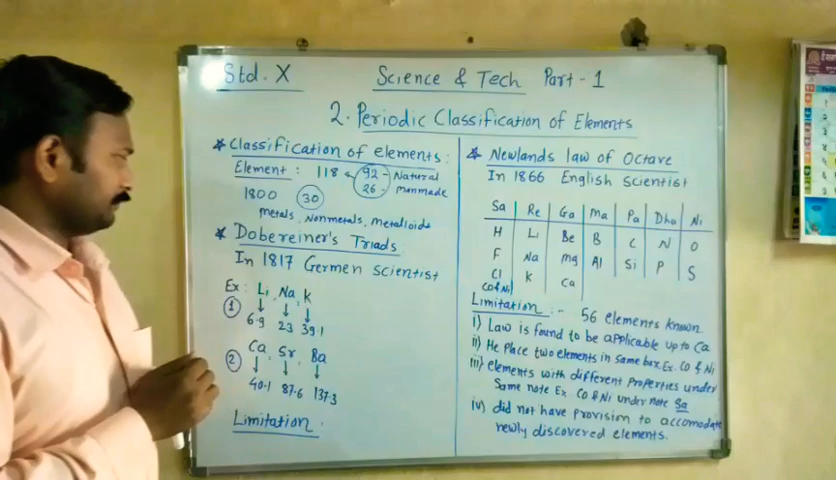 Std. X Science & Tech Part - 1
2. Periodic Classification of Elements
* Classification of elements:
Element : 118 92 - Natural
26 - manmade
1800 30
metals, Nonmetals, Metalloids
* Dobereiner's Triads
In 1817 Germen scientist
Ex: Li, Na, K
① ↓ ↓ ↓
6.9 23 39.1
② Ca, Sr, Ba
↓ ↓ ↓
40.1 87.6 137.3
Limitation :
* Newlands law of Octave
In 1866 English scientist
Sa Re Ga Ma Pa Dha Ni
H Li Be B C N O
F Na Mg Al Si P S
Cl K Ca
Co & Ni
Limitation :- 56 elements known
i) Law is found to be applicable up to Ca
ii) He place two elements in same box. Ex. Co & Ni
iii) elements with different Properties under
Same note Ex Co & Ni under note Sa
iv) did not have provision to accomodate
newly discovered elements.